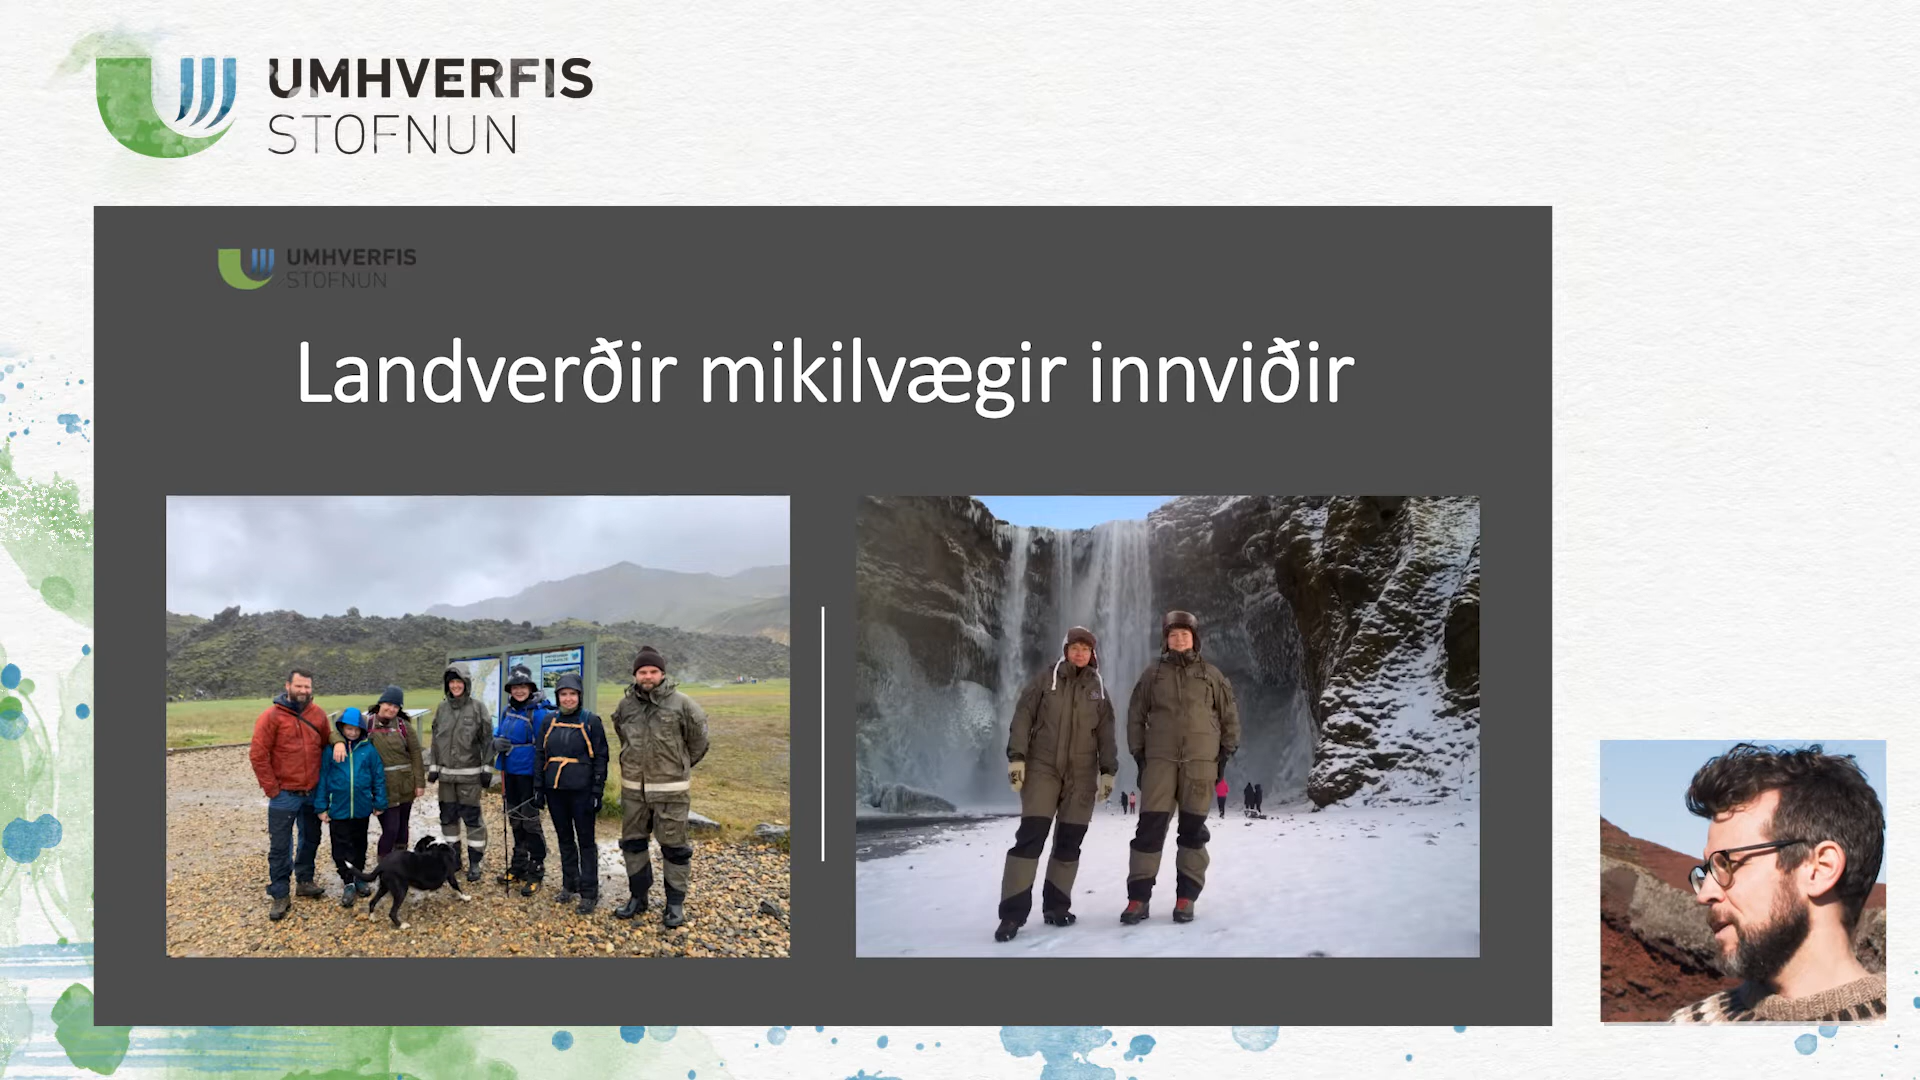 UMHVERFIS
STOFNUN
UMHVERFIS
STOFNUN
Landverðir mikilvægir innviðir